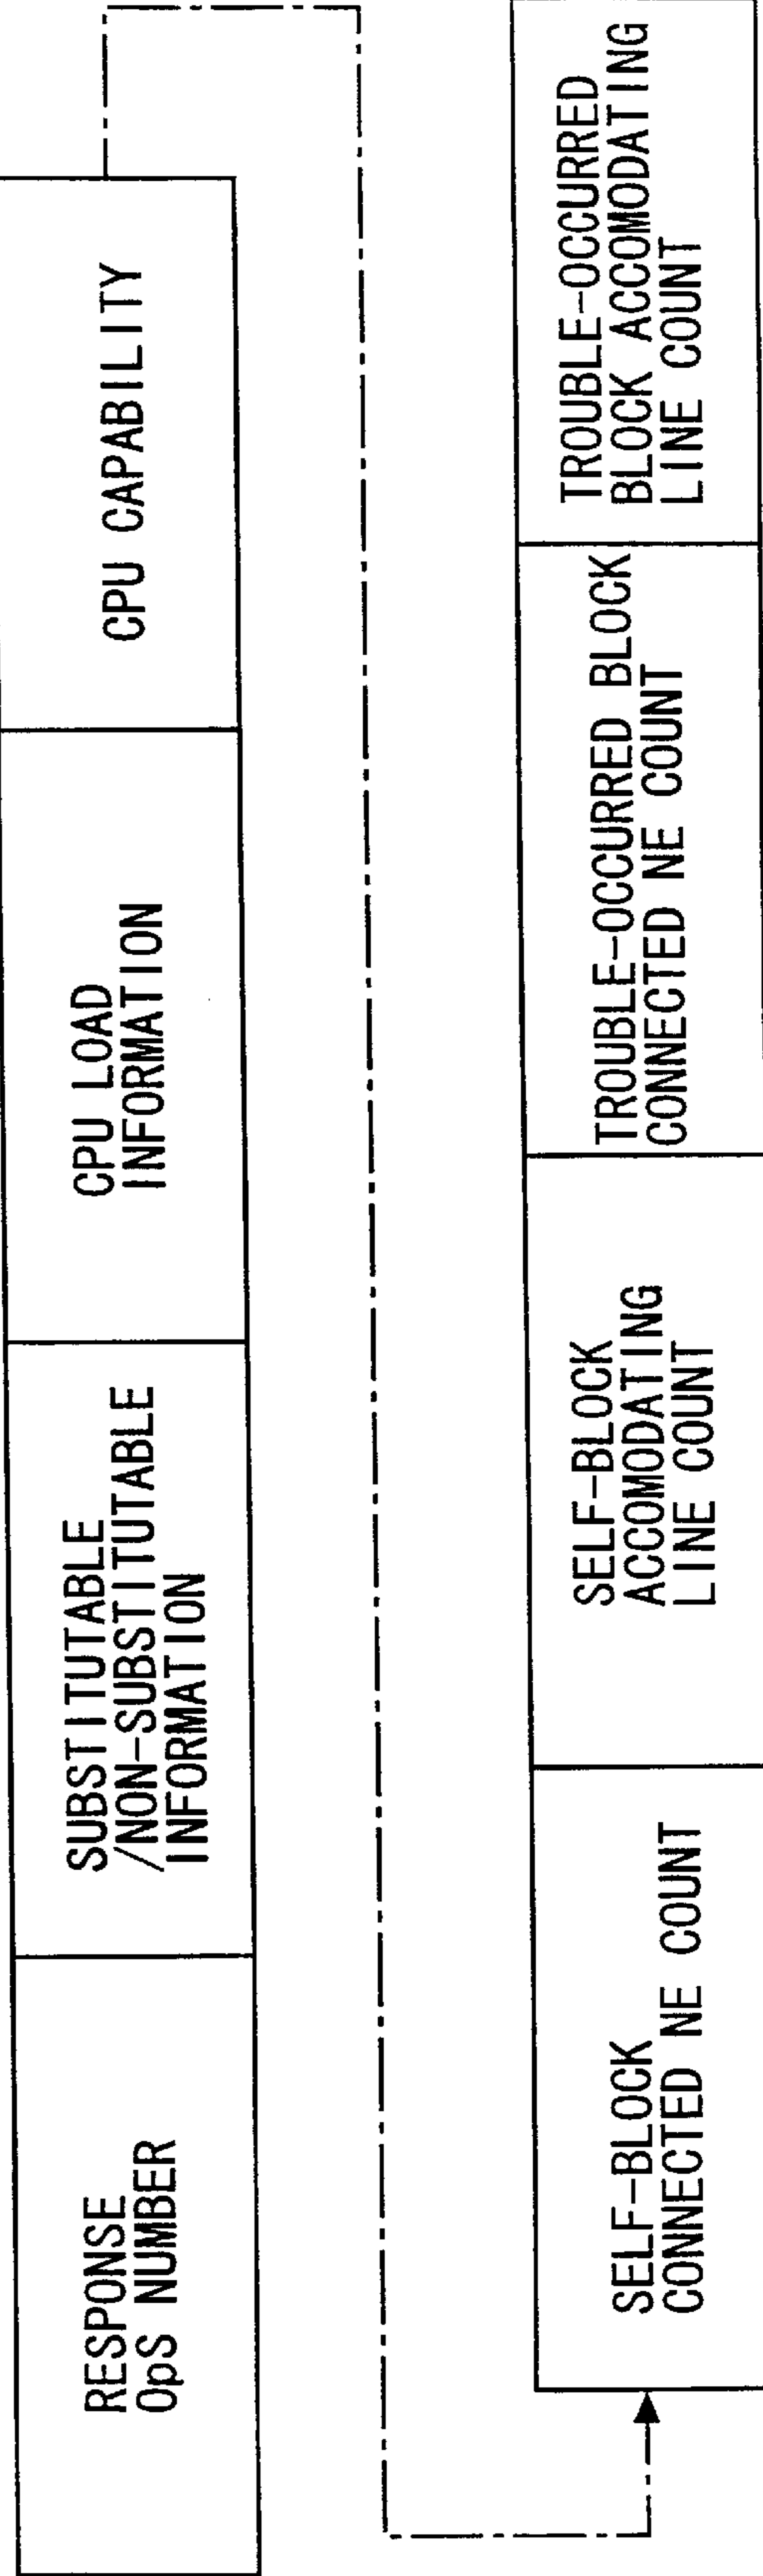 RESPONSE
OpS NUMBER
SUBSTITUTABLE
/NON-SUBSTITUTABLE
INFORMATION
CPU LOAD
INFORMATION
CPU CAPABILITY
SELF-BLOCK
CONNECTED NE COUNT
SELF-BLOCK
ACCOMODATING
LINE COUNT
TROUBLE-OCCURRED BLOCK
CONNECTED NE COUNT
TROUBLE-OCCURRED
BLOCK ACCOMODATING
LINE COUNT